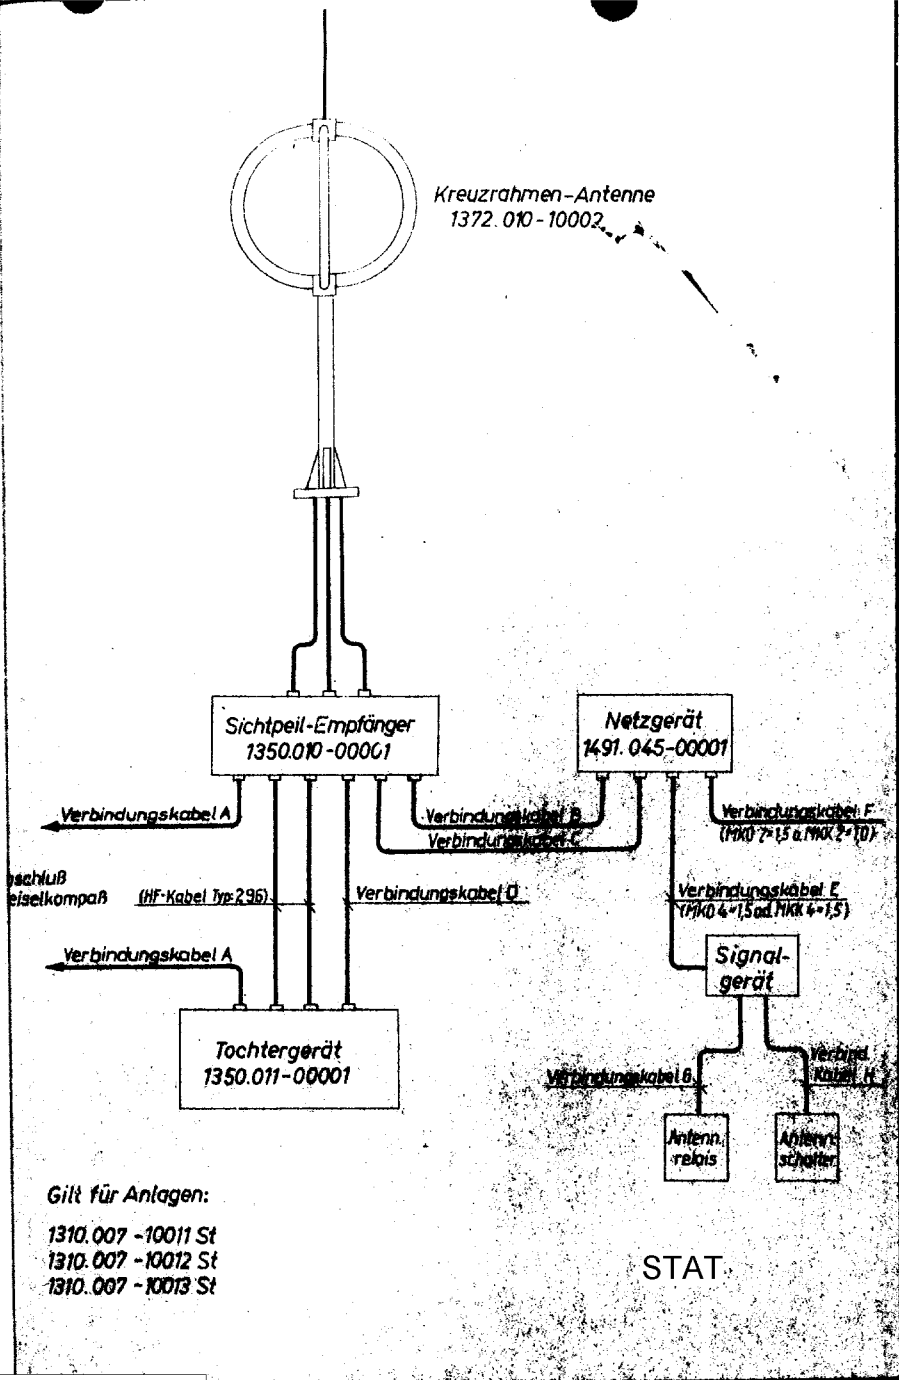 Kreuzrahmen-Antenne
1372.010-10002
Sichtpeil-Empfänger
1350.010-00001
Netzgerät
1491.045-00001
Verbindungskabel A
Verbindungskabel B
Verbindungskabel C
Verbindungskabel F
(MKO 2×1,5 o. MKK 2×1,0)
schluß
eiselkompaß
(HF-Kabel Typ: 296)
Verbindungskabel D
Verbindungskabel E
(MKO 4×1,5 od. MKK 4×1,5)
Verbindungskabel A
Signal-
gerät
Tochtergerät
1350.011-00001
Verbindungskabel G
Verbind.
Kabel H
Antenn.
relais
Antenn.
schalter
Gilt für Anlagen:
1310.007-10011 St
1310.007-10012 St
1310.007-10013 St
STAT